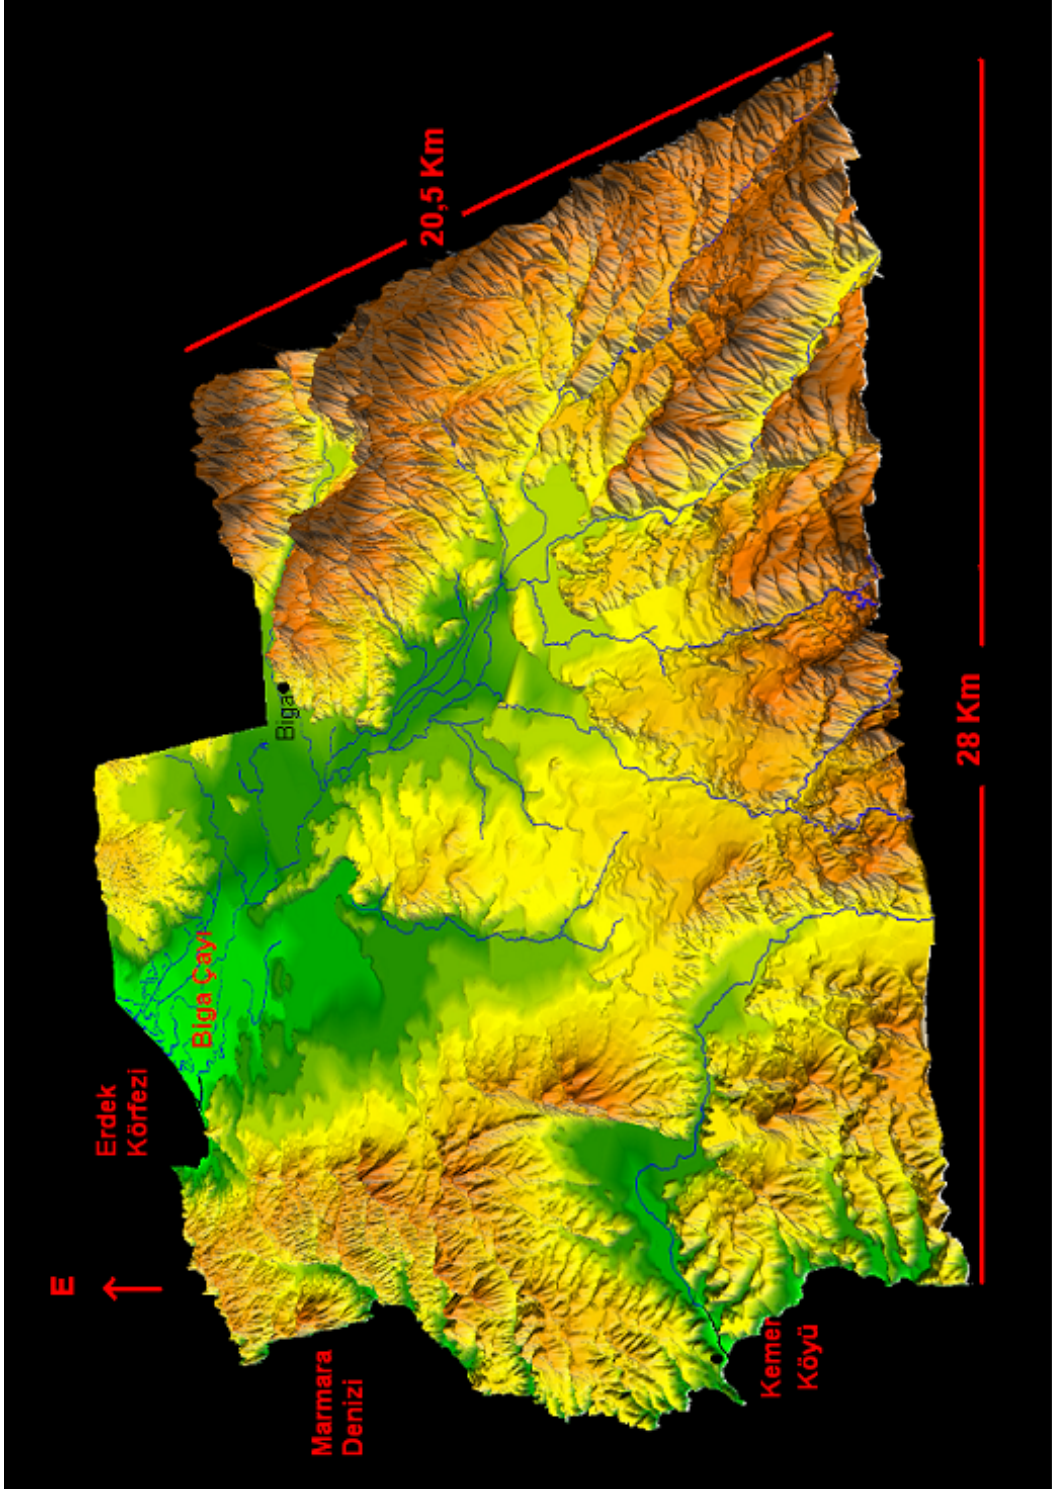 E
Erdek
Körfezi
Biga Çayı
Biga
20,5 Km
Marmara
Denizi
Kemer
Köyü
28 Km